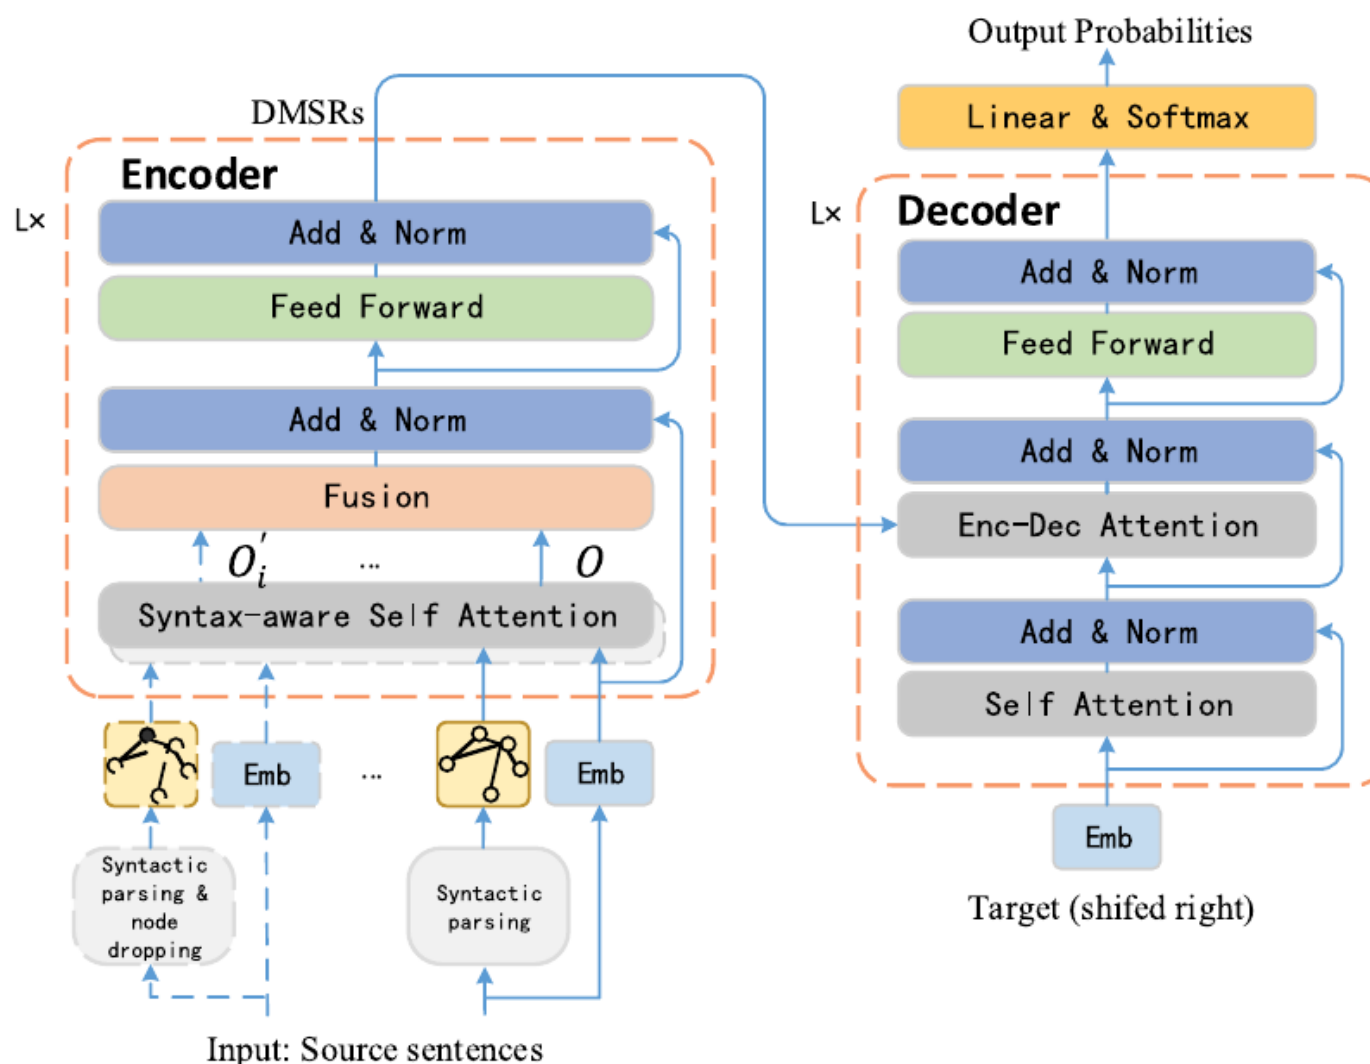 Output Probabilities
Linear & Softmax
DMSRs
Encoder
L×
Add & Norm
Feed Forward
Add & Norm
Fusion
O'i ... O
Syntax-aware Self Attention
Emb
...
Emb
Syntactic
parsing &
node
dropping
Syntactic
parsing
Input: Source sentences
L×
Decoder
Add & Norm
Feed Forward
Add & Norm
Enc-Dec Attention
Add & Norm
Self Attention
Emb
Target (shifed right)